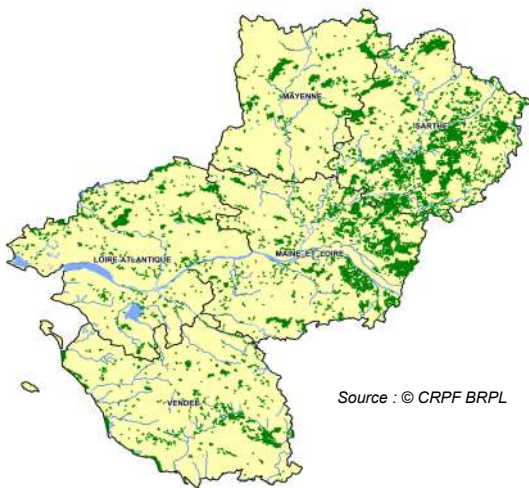 MAYENNE
SARTHE
LOIRE-ATLANTIQUE
MAINE-ET-LOIRE
VENDEE
Source : © CRPF BRPL